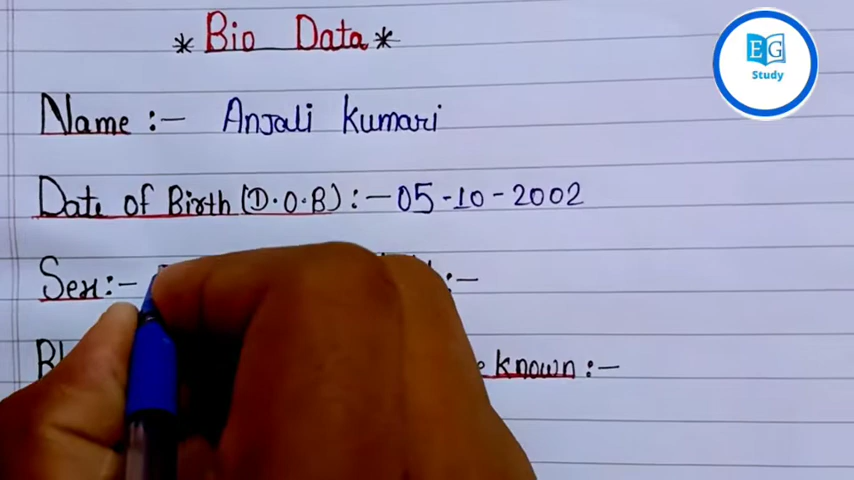 * Bio Data *
EG
Study
Name :- Anjali Kumari
Date of Birth (D.O.B) :- 05-10-2002
Sex:- :-
known :-